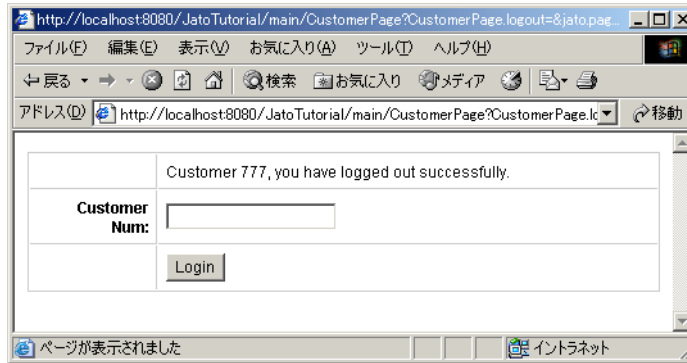 http://localhost:8080/JatoTutorial/main/CustomerPage?CustomerPage.logout=&jato.pag...
ファイル(F) 編集(E) 表示(V) お気に入り(A) ツール(T) ヘルプ(H)
戻る 検索 お気に入り メディア
アドレス(D) http://localhost:8080/JatoTutorial/main/CustomerPage?CustomerPage.lo 移動
Customer 777, you have logged out successfully.
Customer
Num:
Login
ページが表示されました イントラネット